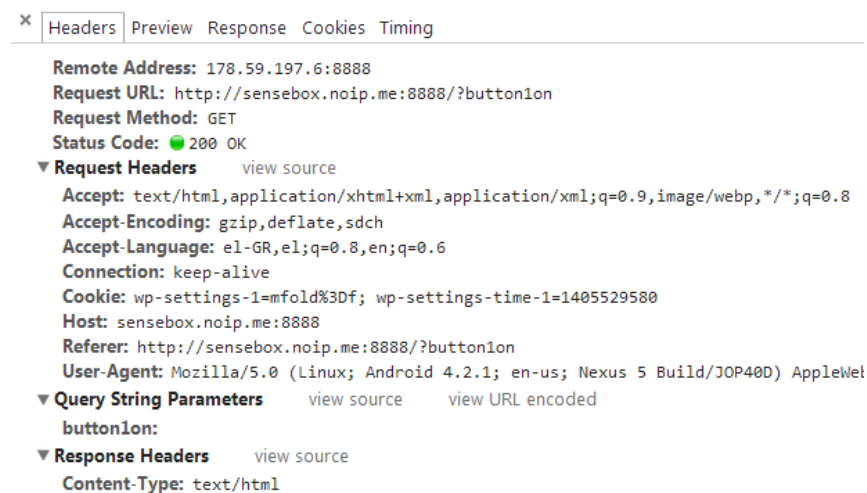 × Headers Preview Response Cookies Timing
Remote Address: 178.59.197.6:8888
Request URL: http://sensebox.noip.me:8888/?button1on
Request Method: GET
Status Code: 200 OK
▼ Request Headers view source
Accept: text/html,application/xhtml+xml,application/xml;q=0.9,image/webp,*/*;q=0.8
Accept-Encoding: gzip,deflate,sdch
Accept-Language: el-GR,el;q=0.8,en;q=0.6
Connection: keep-alive
Cookie: wp-settings-1=mfold%3Df; wp-settings-time-1=1405529580
Host: sensebox.noip.me:8888
Referer: http://sensebox.noip.me:8888/?button1on
User-Agent: Mozilla/5.0 (Linux; Android 4.2.1; en-us; Nexus 5 Build/JOP40D) AppleWeb
▼ Query String Parameters view source view URL encoded
button1on:
▼ Response Headers view source
Content-Type: text/html